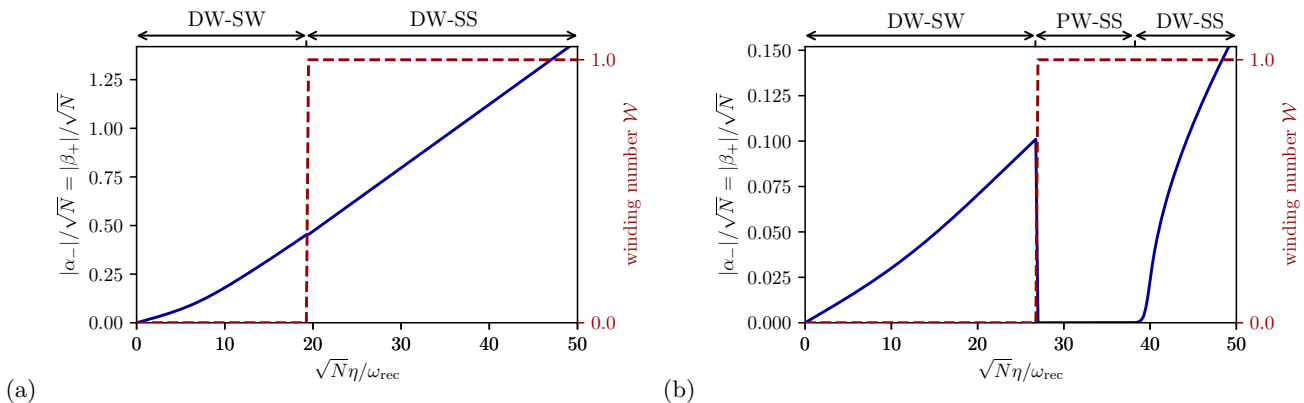 DW-SW DW-SS
|α₋|/√N = |β₊|/√N
1.25
1.00
0.75
0.50
0.25
0.00
1.0
0.0
winding number 𝒲
0 10 20 30 40 50
√Nη/ω_rec
(a)
DW-SW PW-SS DW-SS
|α₋|/√N = |β₊|/√N
0.150
0.125
0.100
0.075
0.050
0.025
0.000
1.0
0.0
winding number 𝒲
0 10 20 30 40 50
√Nη/ω_rec
(b)